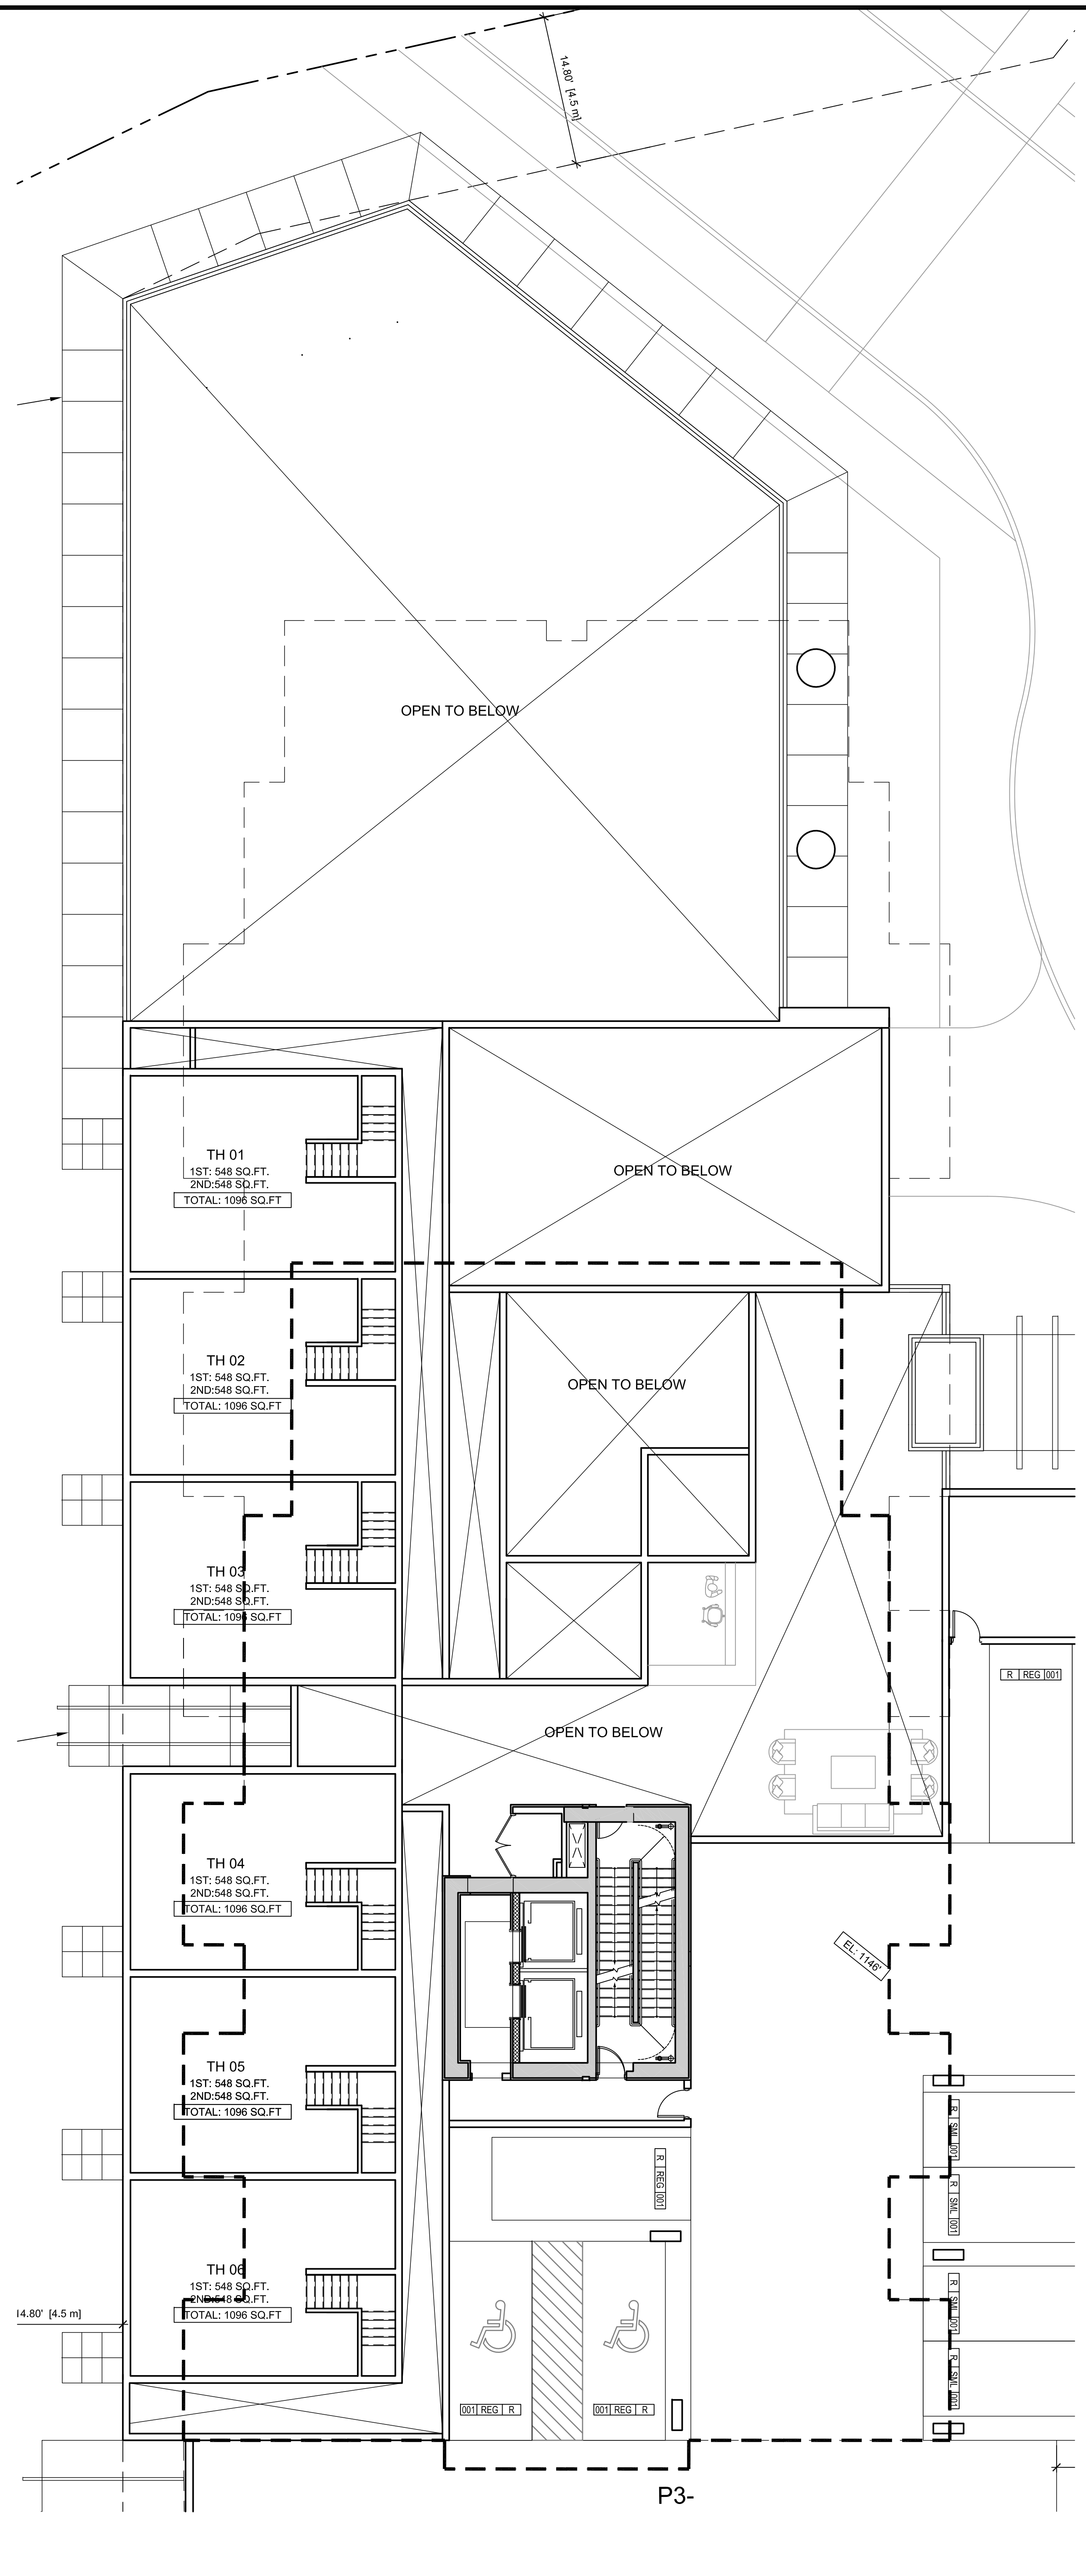 14.80' [4.5 m]
OPEN TO BELOW
TH 01
1ST: 548 SQ.FT.
2ND:548 SQ.FT.
TOTAL: 1096 SQ.FT
OPEN TO BELOW
TH 02
1ST: 548 SQ.FT.
2ND:548 SQ.FT.
TOTAL: 1096 SQ.FT
OPEN TO BELOW
TH 03
1ST: 548 SQ.FT.
2ND:548 SQ.FT.
TOTAL: 1096 SQ.FT
R REG 001
OPEN TO BELOW
TH 04
1ST: 548 SQ.FT.
2ND:548 SQ.FT.
TOTAL: 1096 SQ.FT
EL: 1146'
TH 05
1ST: 548 SQ.FT.
2ND:548 SQ.FT.
TOTAL: 1096 SQ.FT
R SML 001
R REG 001
R SML 001
TH 06
1ST: 548 SQ.FT.
2ND:548 SQ.FT.
TOTAL: 1096 SQ.FT
R SML 001
14.80' [4.5 m]
R SML 001
001 REG R
001 REG R
P3-